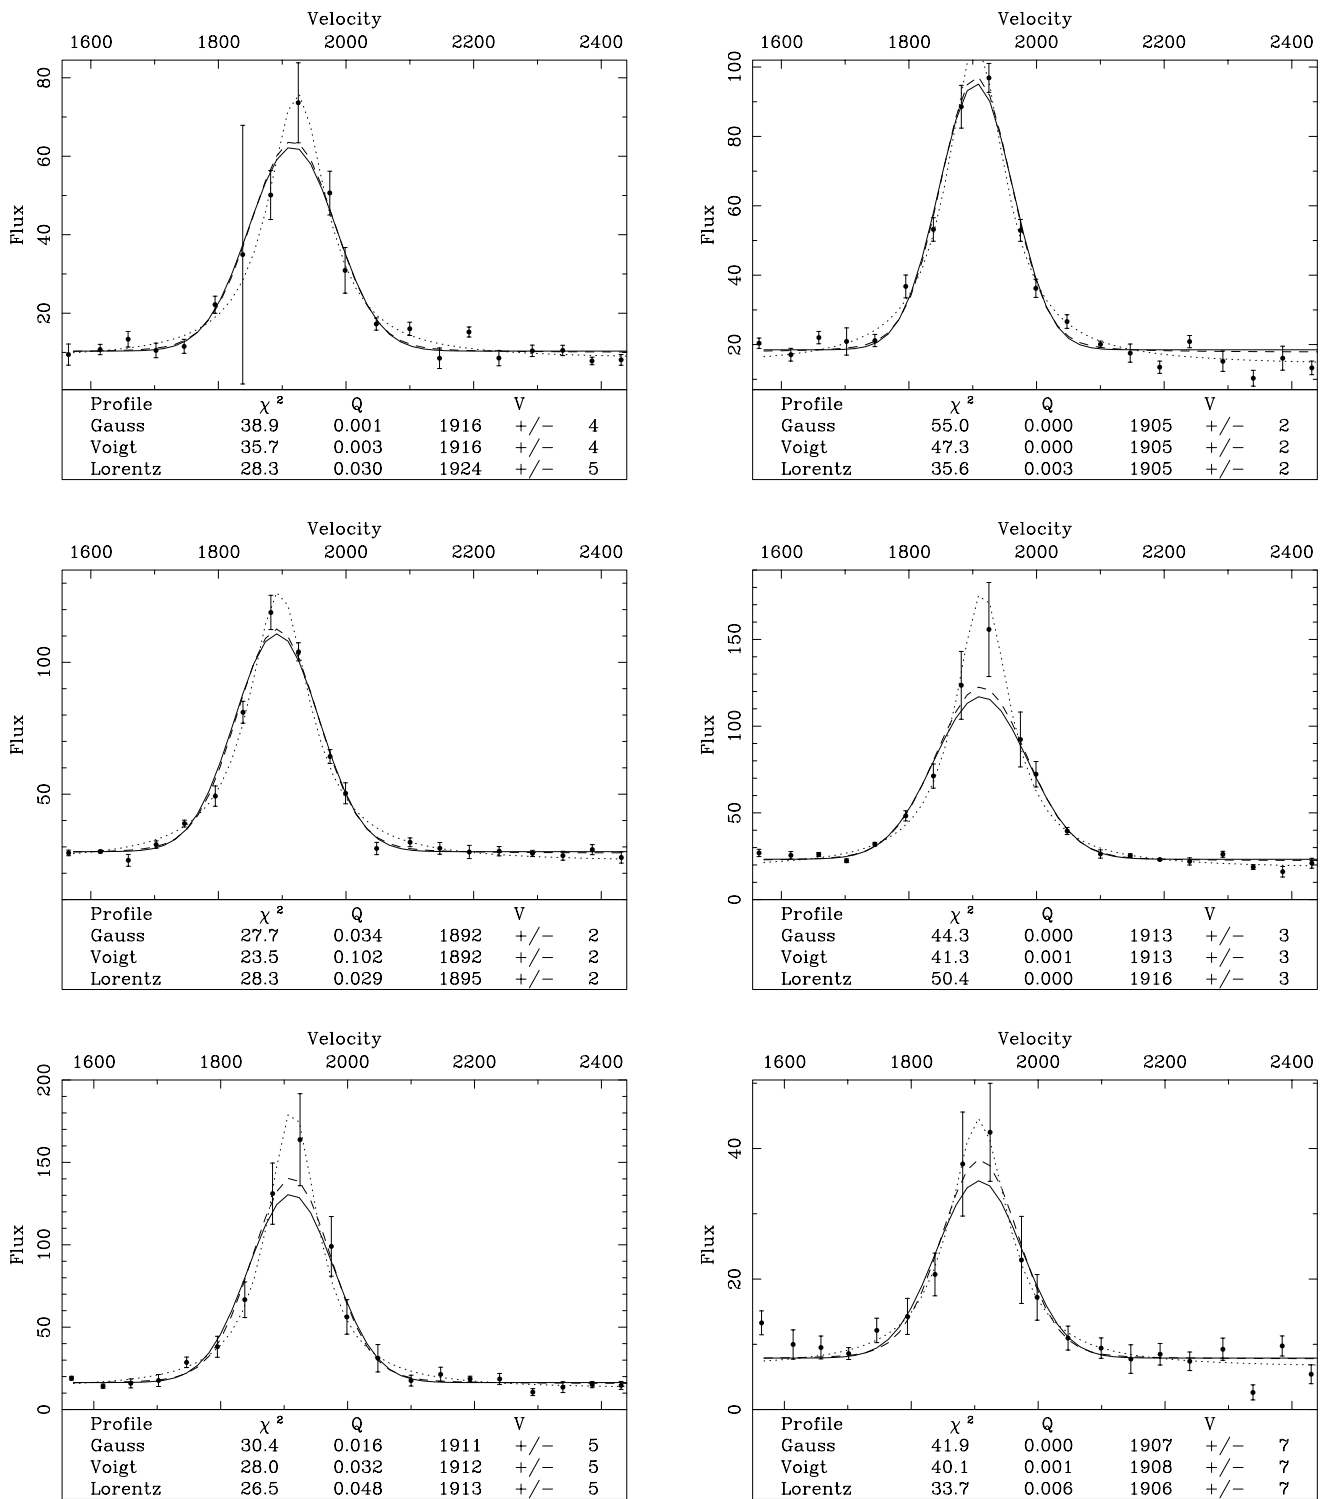 Velocity
1600 1800 2000 2200 2400
80
60
40
20
Flux
Profile χ² Q V
Gauss 38.9 0.001 1916 +/- 4
Voigt 35.7 0.003 1916 +/- 4
Lorentz 28.3 0.030 1924 +/- 5
Velocity
1600 1800 2000 2200 2400
100
80
60
40
20
Flux
Profile χ² Q V
Gauss 55.0 0.000 1905 +/- 2
Voigt 47.3 0.000 1905 +/- 2
Lorentz 35.6 0.003 1905 +/- 2
Velocity
1600 1800 2000 2200 2400
100
50
Flux
Profile χ² Q V
Gauss 27.7 0.034 1892 +/- 2
Voigt 23.5 0.102 1892 +/- 2
Lorentz 28.3 0.029 1895 +/- 2
Velocity
1600 1800 2000 2200 2400
150
100
50
0
Flux
Profile χ² Q V
Gauss 44.3 0.000 1913 +/- 3
Voigt 41.3 0.001 1913 +/- 3
Lorentz 50.4 0.000 1916 +/- 3
Velocity
1600 1800 2000 2200 2400
200
150
100
50
0
Flux
Profile χ² Q V
Gauss 30.4 0.016 1911 +/- 5
Voigt 28.0 0.032 1912 +/- 5
Lorentz 26.5 0.048 1913 +/- 5
Velocity
1600 1800 2000 2200 2400
40
20
0
Flux
Profile χ² Q V
Gauss 41.9 0.000 1907 +/- 7
Voigt 40.1 0.001 1908 +/- 7
Lorentz 33.7 0.006 1906 +/- 7